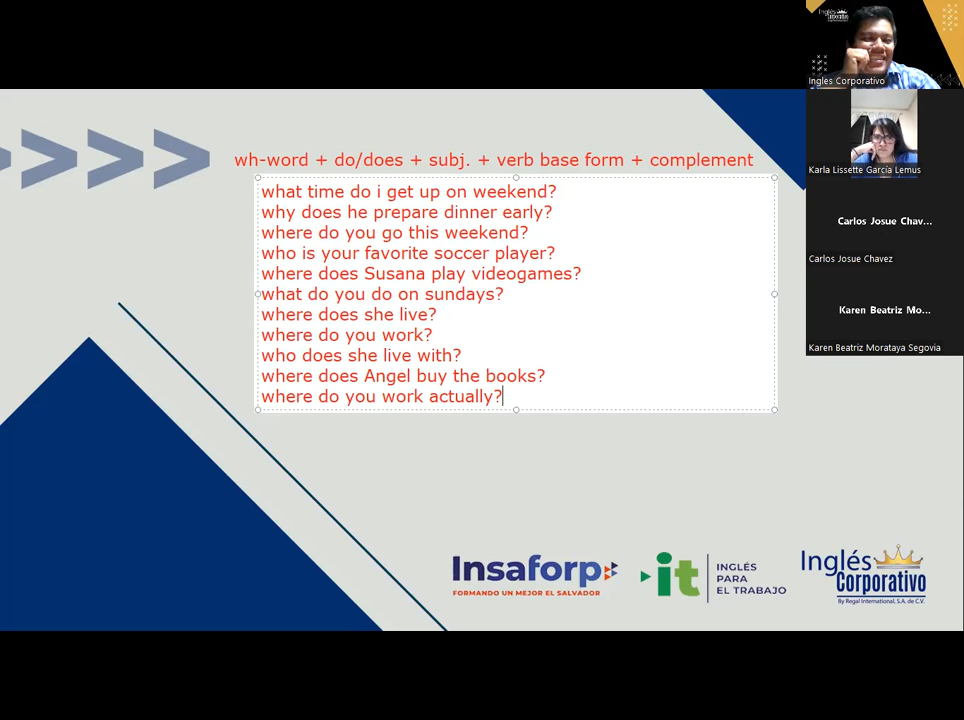 Inglés
Corporativo
Ingles Corporativo
Karla Lissette García Lemus
Carlos Josue Chav...
Carlos Josue Chavez
Karen Beatriz Mo...
Karen Beatriz Morataya Segovia
wh-word + do/does + subj. + verb base form + complement
what time do i get up on weekend?
why does he prepare dinner early?
where do you go this weekend?
who is your favorite soccer player?
where does Susana play videogames?
what do you do on sundays?
where does she live?
where do you work?
who does she live with?
where does Angel buy the books?
where do you work actually?
Insaforp
FORMANDO UN MEJOR EL SALVADOR
it
INGLÉS
PARA
EL TRABAJO
Inglés
Corporativo
By Regal International, S.A. de C.V.